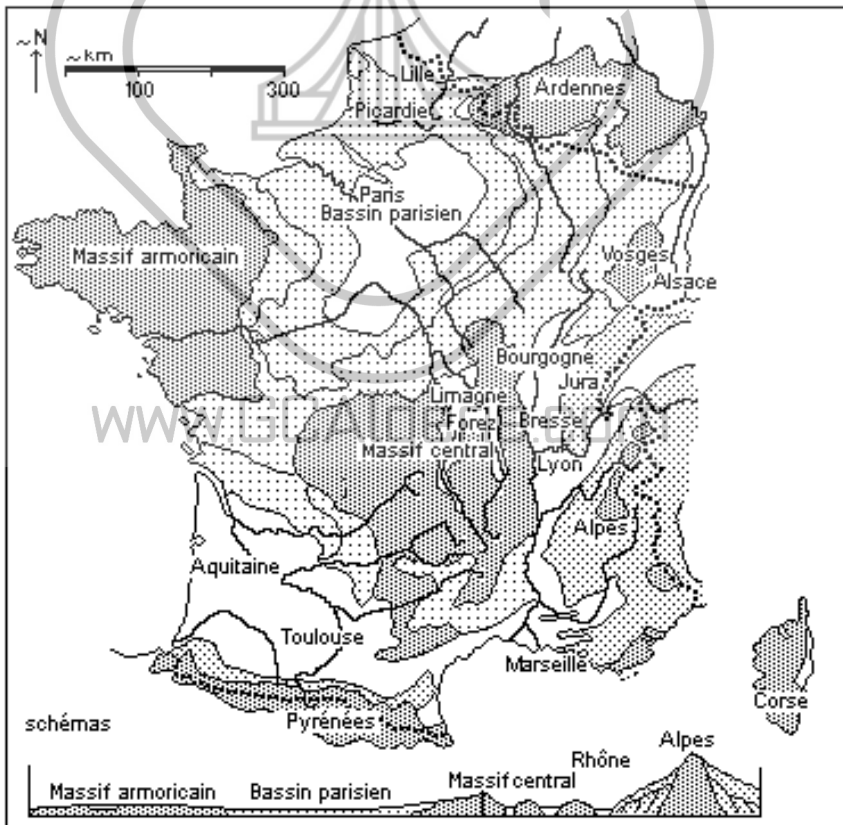 ~N
~km
100
300
Lille
Ardennes
Picardie
Paris
Bassin parisien
Massif armoricain
Vosges
Alsace
Bourgogne
Jura
Limagne
Forez
Bresse
Massif central
Lyon
Alpes
Aquitaine
Toulouse
Marseille
Pyrénées
Corse
schémas
Massif armoricain
Bassin parisien
Massif central
Rhône
Alpes